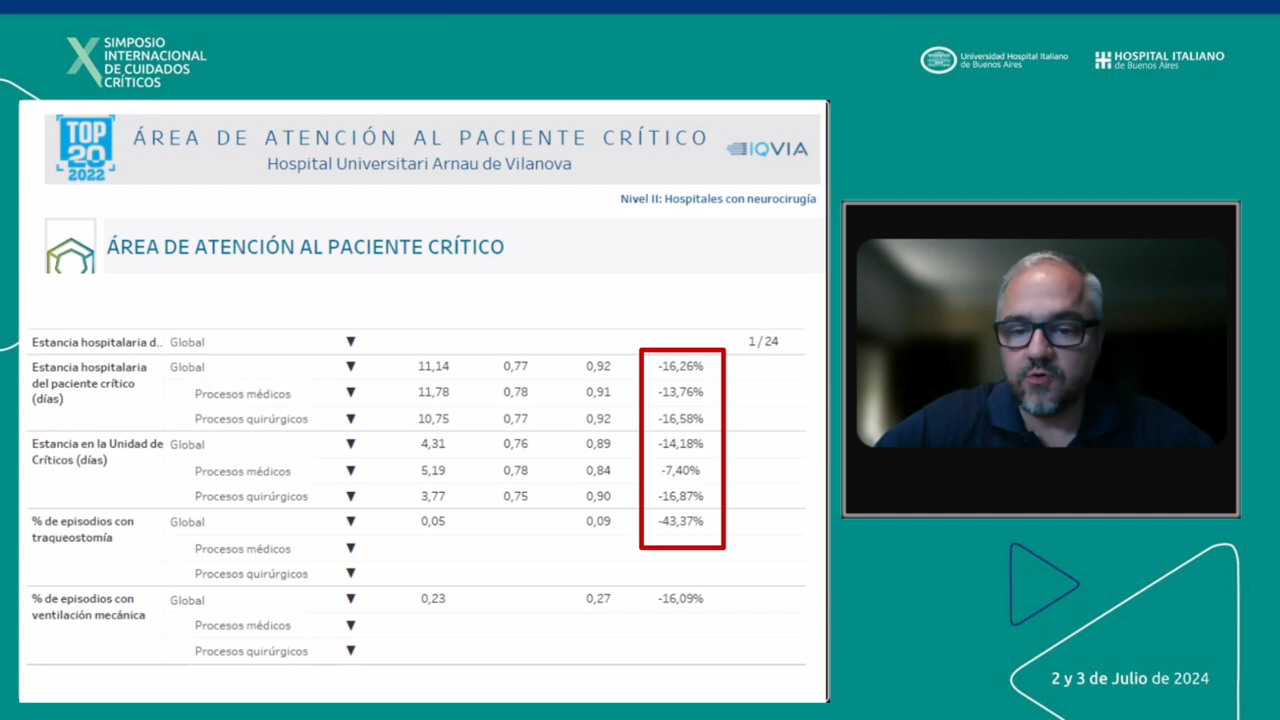 SIMPOSIO
INTERNACIONAL
DE CUIDADOS
CRÍTICOS
Universidad Hospital Italiano
de Buenos Aires
HOSPITAL ITALIANO
de Buenos Aires
TOP
20
2022
ÁREA DE ATENCIÓN AL PACIENTE CRÍTICO
Hospital Universitari Arnau de Vilanova
IQVIA
Nivel II: Hospitales con neurocirugía
ÁREA DE ATENCIÓN AL PACIENTE CRÍTICO
Estancia hospitalaria d.. Global ▼ 1/24
Estancia hospitalaria del paciente crítico (días) Global ▼ 11,14 0,77 0,92 -16,26%
Procesos médicos ▼ 11,78 0,78 0,91 -13,76%
Procesos quirúrgicos ▼ 10,75 0,77 0,92 -16,58%
Estancia en la Unidad de Críticos (días) Global ▼ 4,31 0,76 0,89 -14,18%
Procesos médicos ▼ 5,19 0,78 0,84 -7,40%
Procesos quirúrgicos ▼ 3,77 0,75 0,90 -16,87%
% de episodios con traqueostomía Global ▼ 0,05 0,09 -43,37%
Procesos médicos ▼
Procesos quirúrgicos ▼
% de episodios con ventilación mecánica Global ▼ 0,23 0,27 -16,09%
Procesos médicos ▼
Procesos quirúrgicos ▼
2 y 3 de Julio de 2024